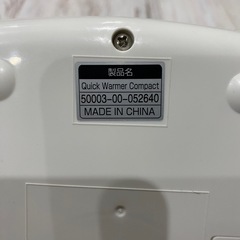 製品名
Quick Warmer Compact
50003-00-052640
MADE IN CHINA